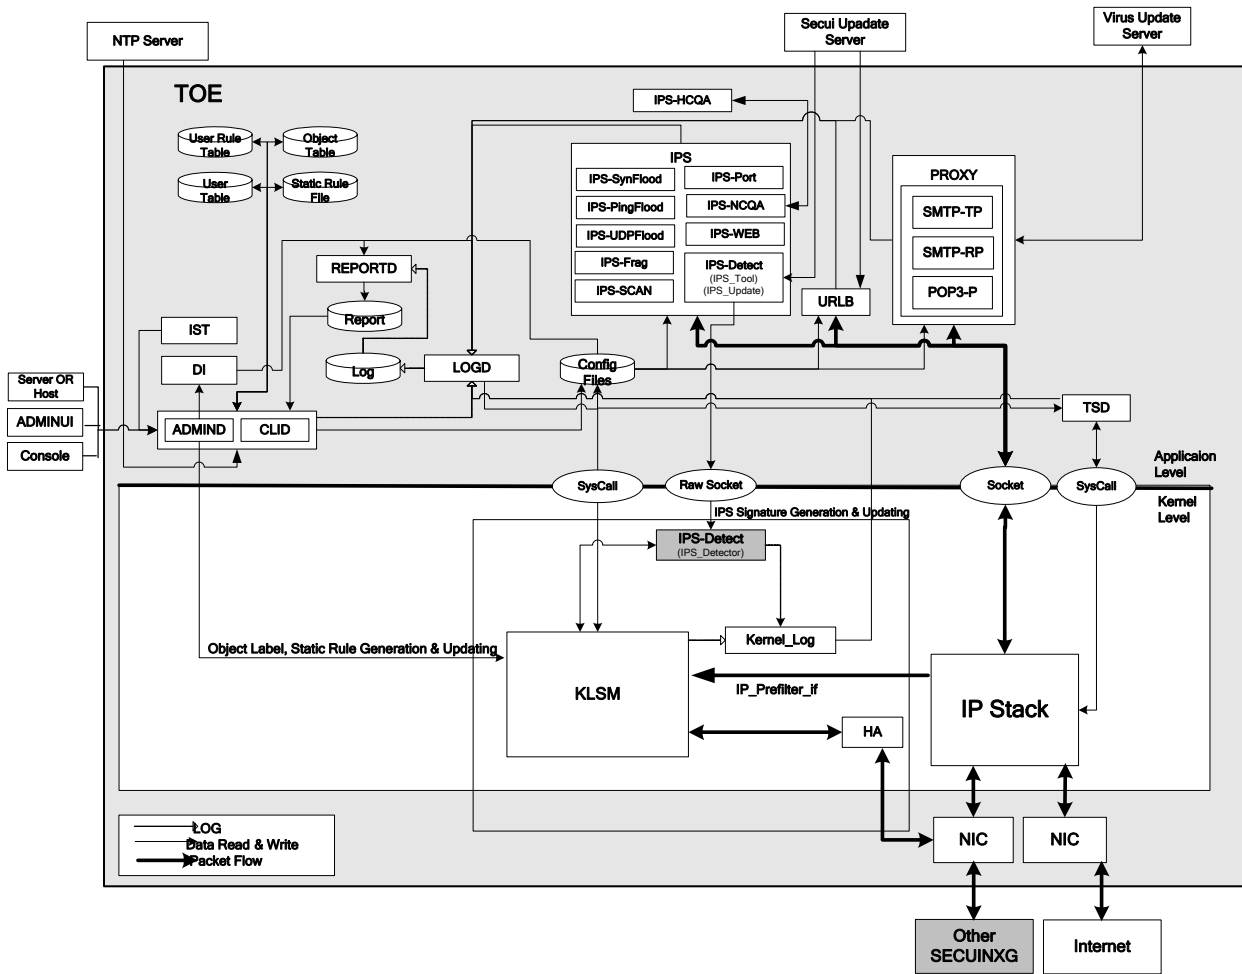 NTP Server
Secui Upadate
Server
Virus Update
Server
TOE
IPS-HCQA
User Rule
Table
Object
Table
User
Table
Static Rule
File
IPS
IPS-SynFlood
IPS-Port
IPS-PingFlood
IPS-NCQA
IPS-UDPFlood
IPS-WEB
IPS-Frag
IPS-SCAN
IPS-Detect
(IPS_Tool)
(IPS_Update)
PROXY
SMTP-TP
SMTP-RP
POP3-P
REPORTD
Report
URLB
IST
DI
Log
LOGD
Config
Files
Server OR
Host
ADMINUI
Console
ADMIND
CLID
TSD
Applicaion
Level
SysCall
Raw Socket
Socket
SysCall
Kernel
Level
IPS Signature Generation & Updating
IPS-Detect
(IPS_Detector)
Kernel_Log
Object Label, Static Rule Generation & Updating
KLSM
IP_Prefilter_if
IP Stack
HA
LOG
Data Read & Write
Packet Flow
NIC
NIC
Other
SECUINXG
Internet